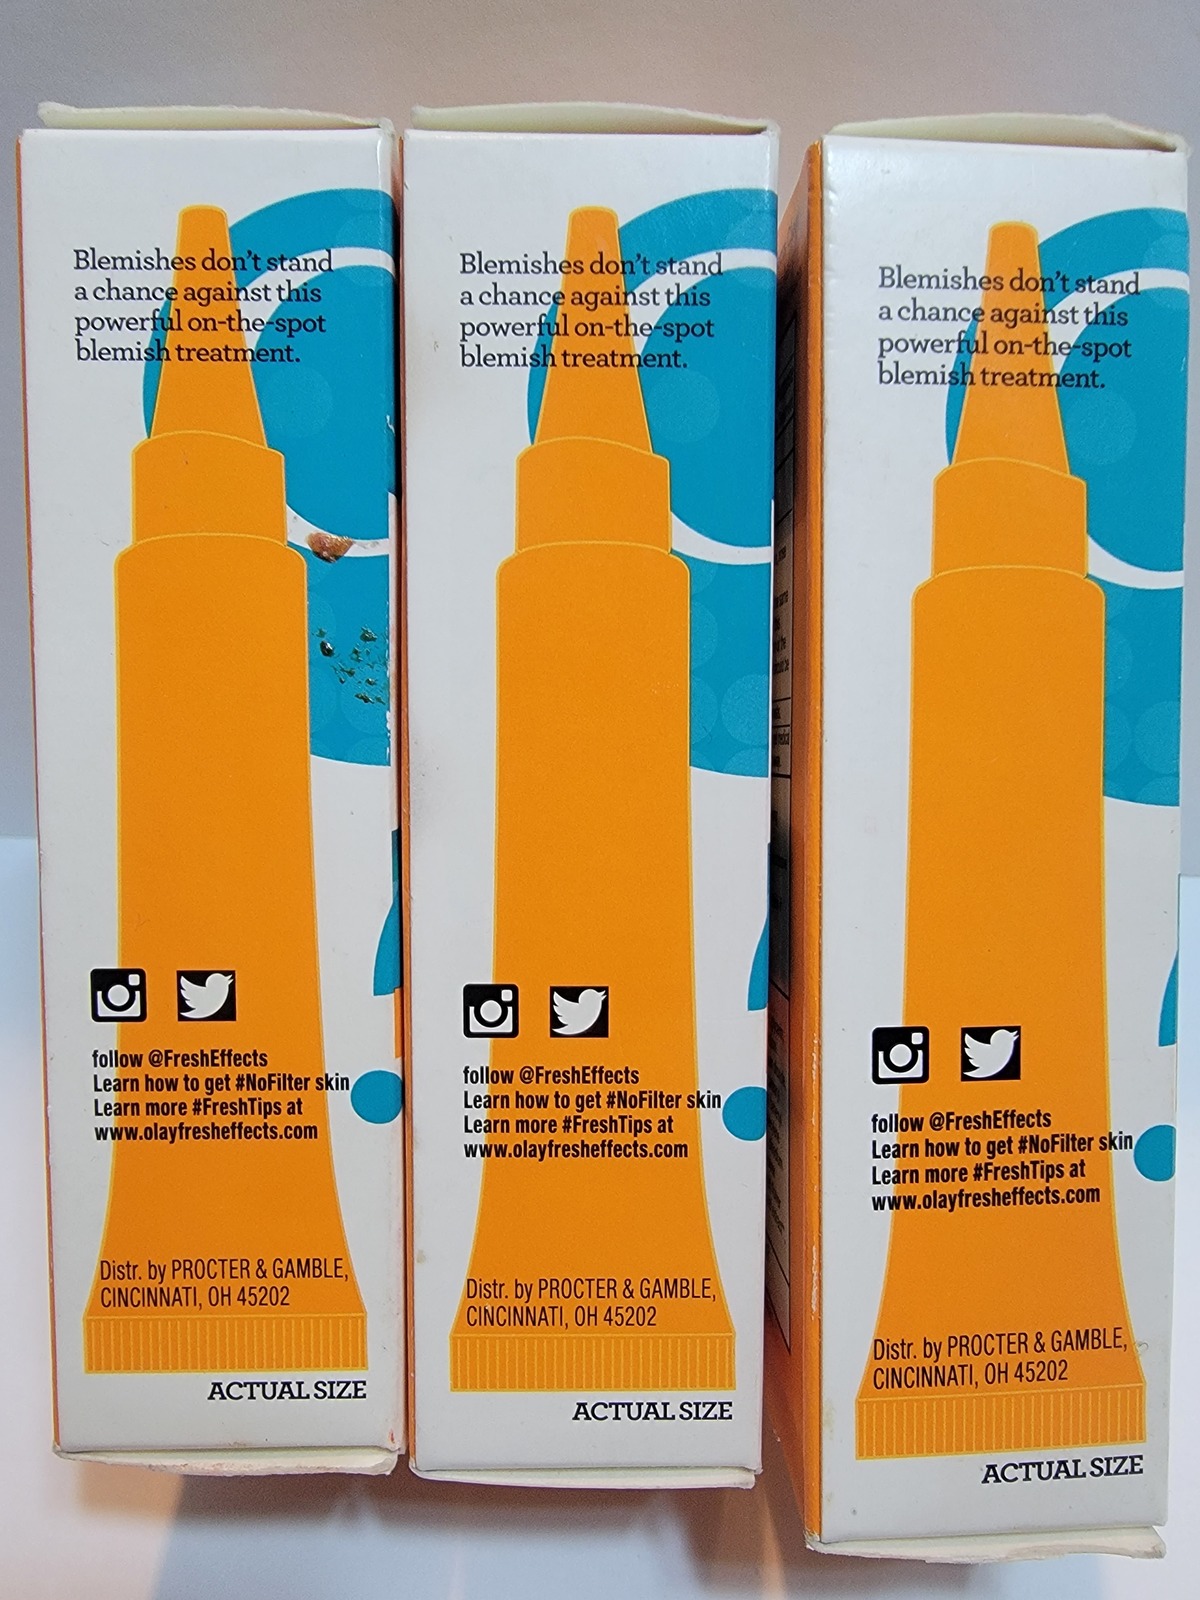 Blemishes don't stand
a chance against this
powerful on-the-spot
blemish treatment.
follow @FreshEffects
Learn how to get #NoFilter skin
Learn more #FreshTips at
www.olayfresheffects.com
Distr. by PROCTER & GAMBLE,
CINCINNATI, OH 45202
ACTUAL SIZE
Blemishes don't stand
a chance against this
powerful on-the-spot
blemish treatment.
follow @FreshEffects
Learn how to get #NoFilter skin
Learn more #FreshTips at
www.olayfresheffects.com
Distr. by PROCTER & GAMBLE,
CINCINNATI, OH 45202
ACTUAL SIZE
Blemishes don't stand
a chance against this
powerful on-the-spot
blemish treatment.
follow @FreshEffects
Learn how to get #NoFilter skin
Learn more #FreshTips at
www.olayfresheffects.com
Distr. by PROCTER & GAMBLE,
CINCINNATI, OH 45202
ACTUAL SIZE